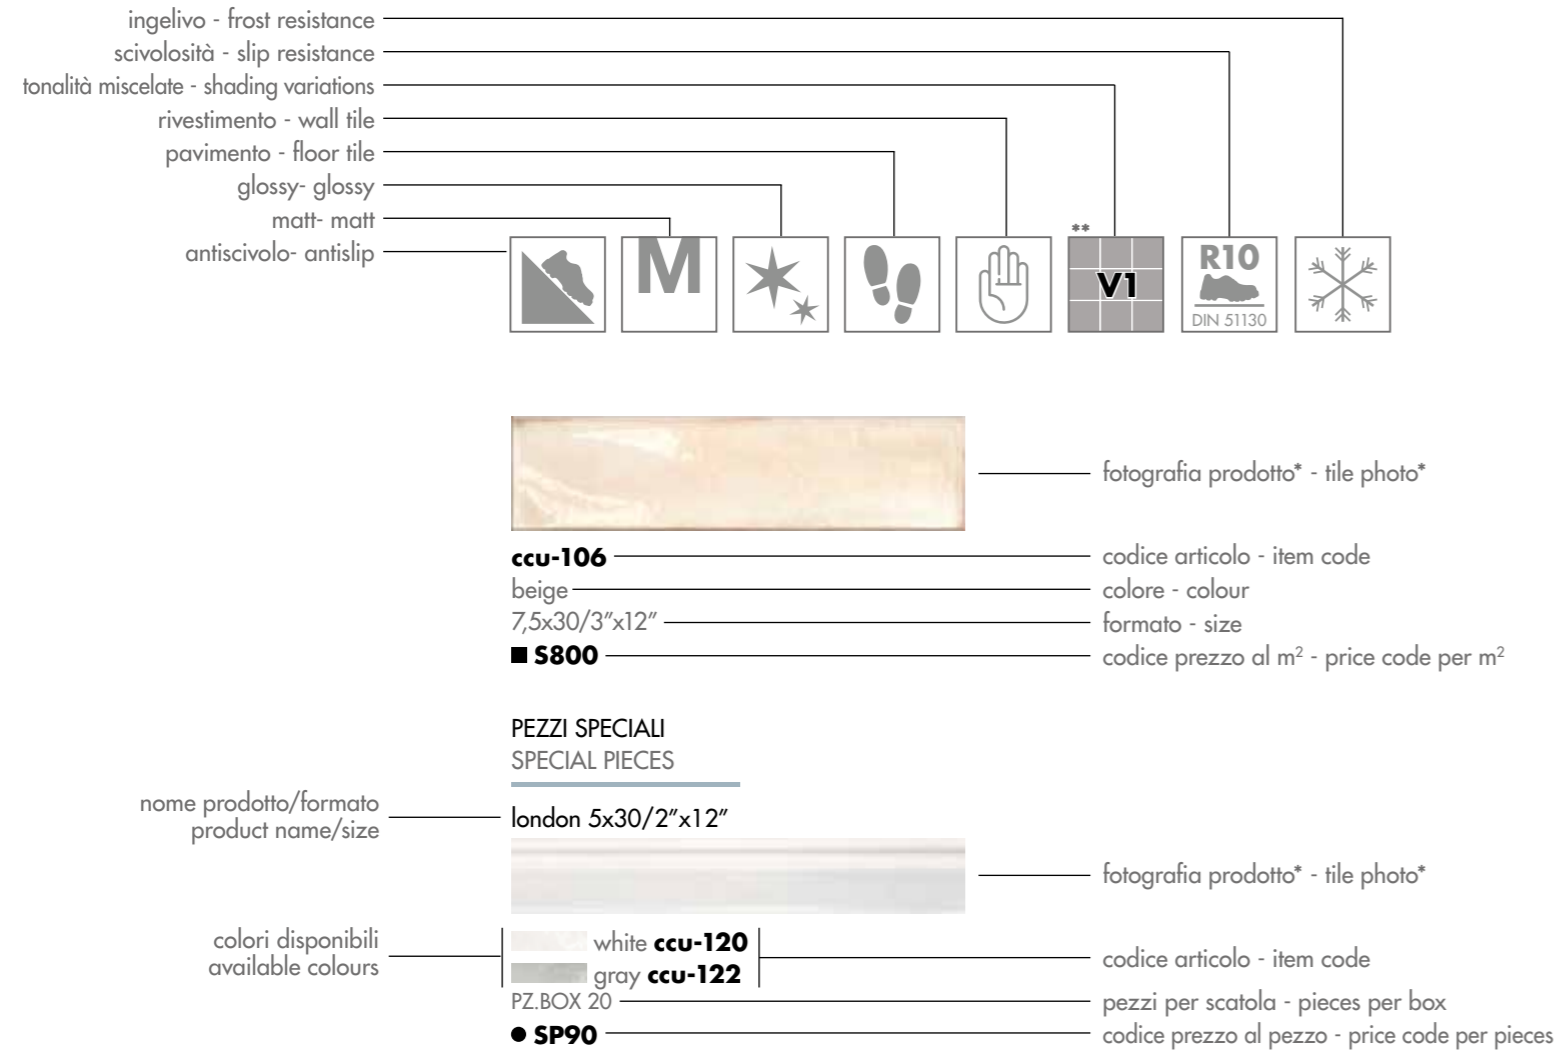 ingelivo - frost resistance
scivolosità - slip resistance
tonalità miscelate - shading variations
rivestimento - wall tile
pavimento - floor tile
glossy- glossy
matt- matt
antiscivolo- antislip
M
**
V1
R10
DIN 51130
fotografia prodotto* - tile photo*
ccu-106
codice articolo - item code
beige
colore - colour
7,5x30/3”x12”
formato - size
■ S800
codice prezzo al m² - price code per m²
PEZZI SPECIALI
SPECIAL PIECES
nome prodotto/formato
product name/size
london 5x30/2”x12”
fotografia prodotto* - tile photo*
colori disponibili
available colours
white ccu-120
gray ccu-122
codice articolo - item code
PZ.BOX 20
pezzi per scatola - pieces per box
● SP90
codice prezzo al pezzo - price code per pieces